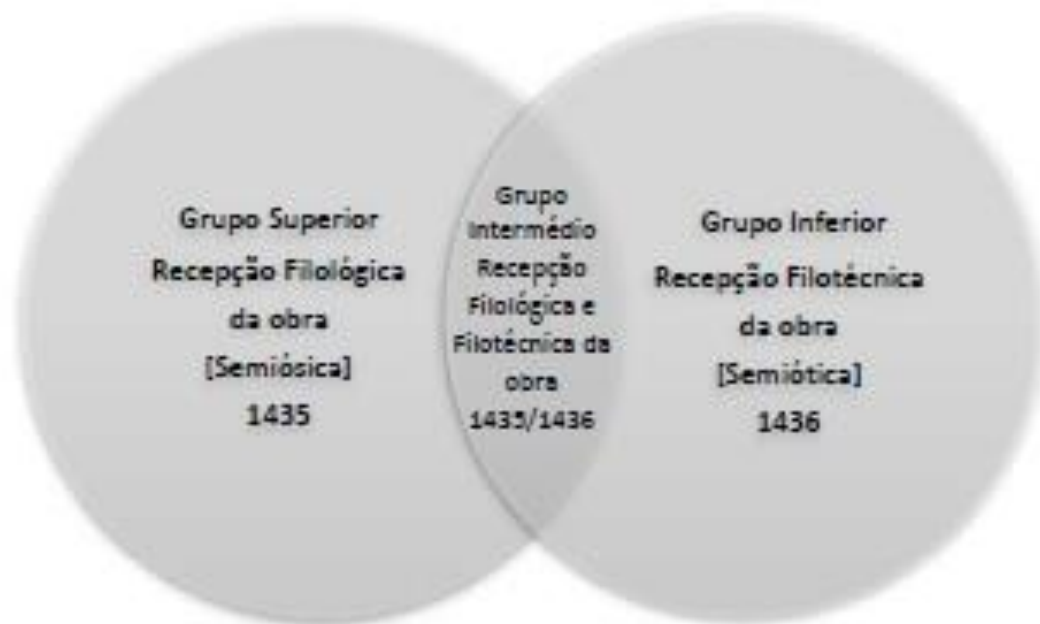 Grupo Superior
Recepção Filológica
da obra
[Semiósica]
1435
Grupo
Intermédio
Recepção
Filológica e
Filotécnica da
obra
1435/1436
Grupo Inferior
Recepção Filotécnica
da obra
[Semiótica]
1436